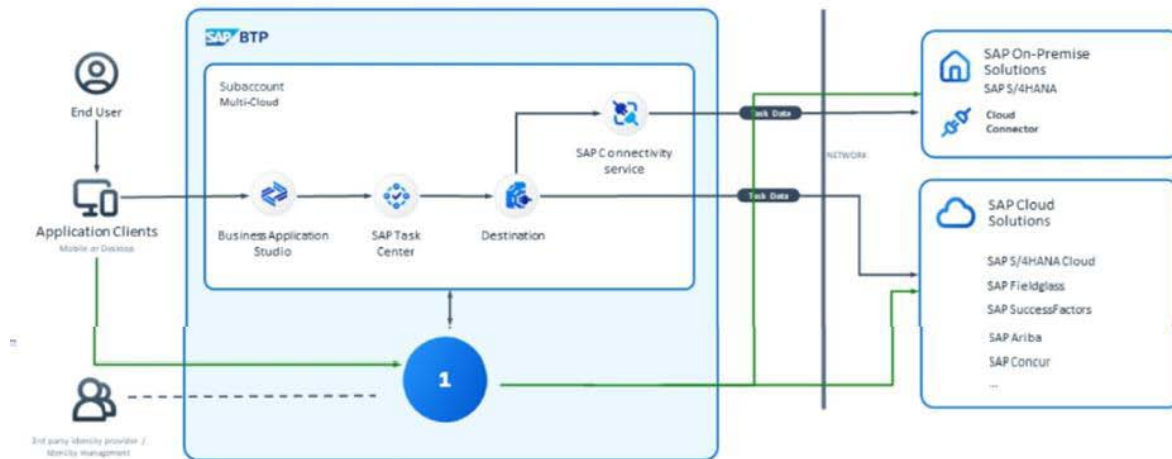 SAP BTP
Subaccount
Multi-Cloud
End User
Application Clients
Mobile or Desktop
Business Application
Studio
SAP Task
Center
Destination
SAP Connectivity
service
Task Data
Task Data
NETWORK
SAP On-Premise
Solutions
SAP S/4HANA
Cloud
Connector
SAP Cloud
Solutions
SAP S/4HANA Cloud
SAP Fieldglass
SAP SuccessFactors
SAP Ariba
SAP Concur
...
1
3rd party identity provider /
Identity management